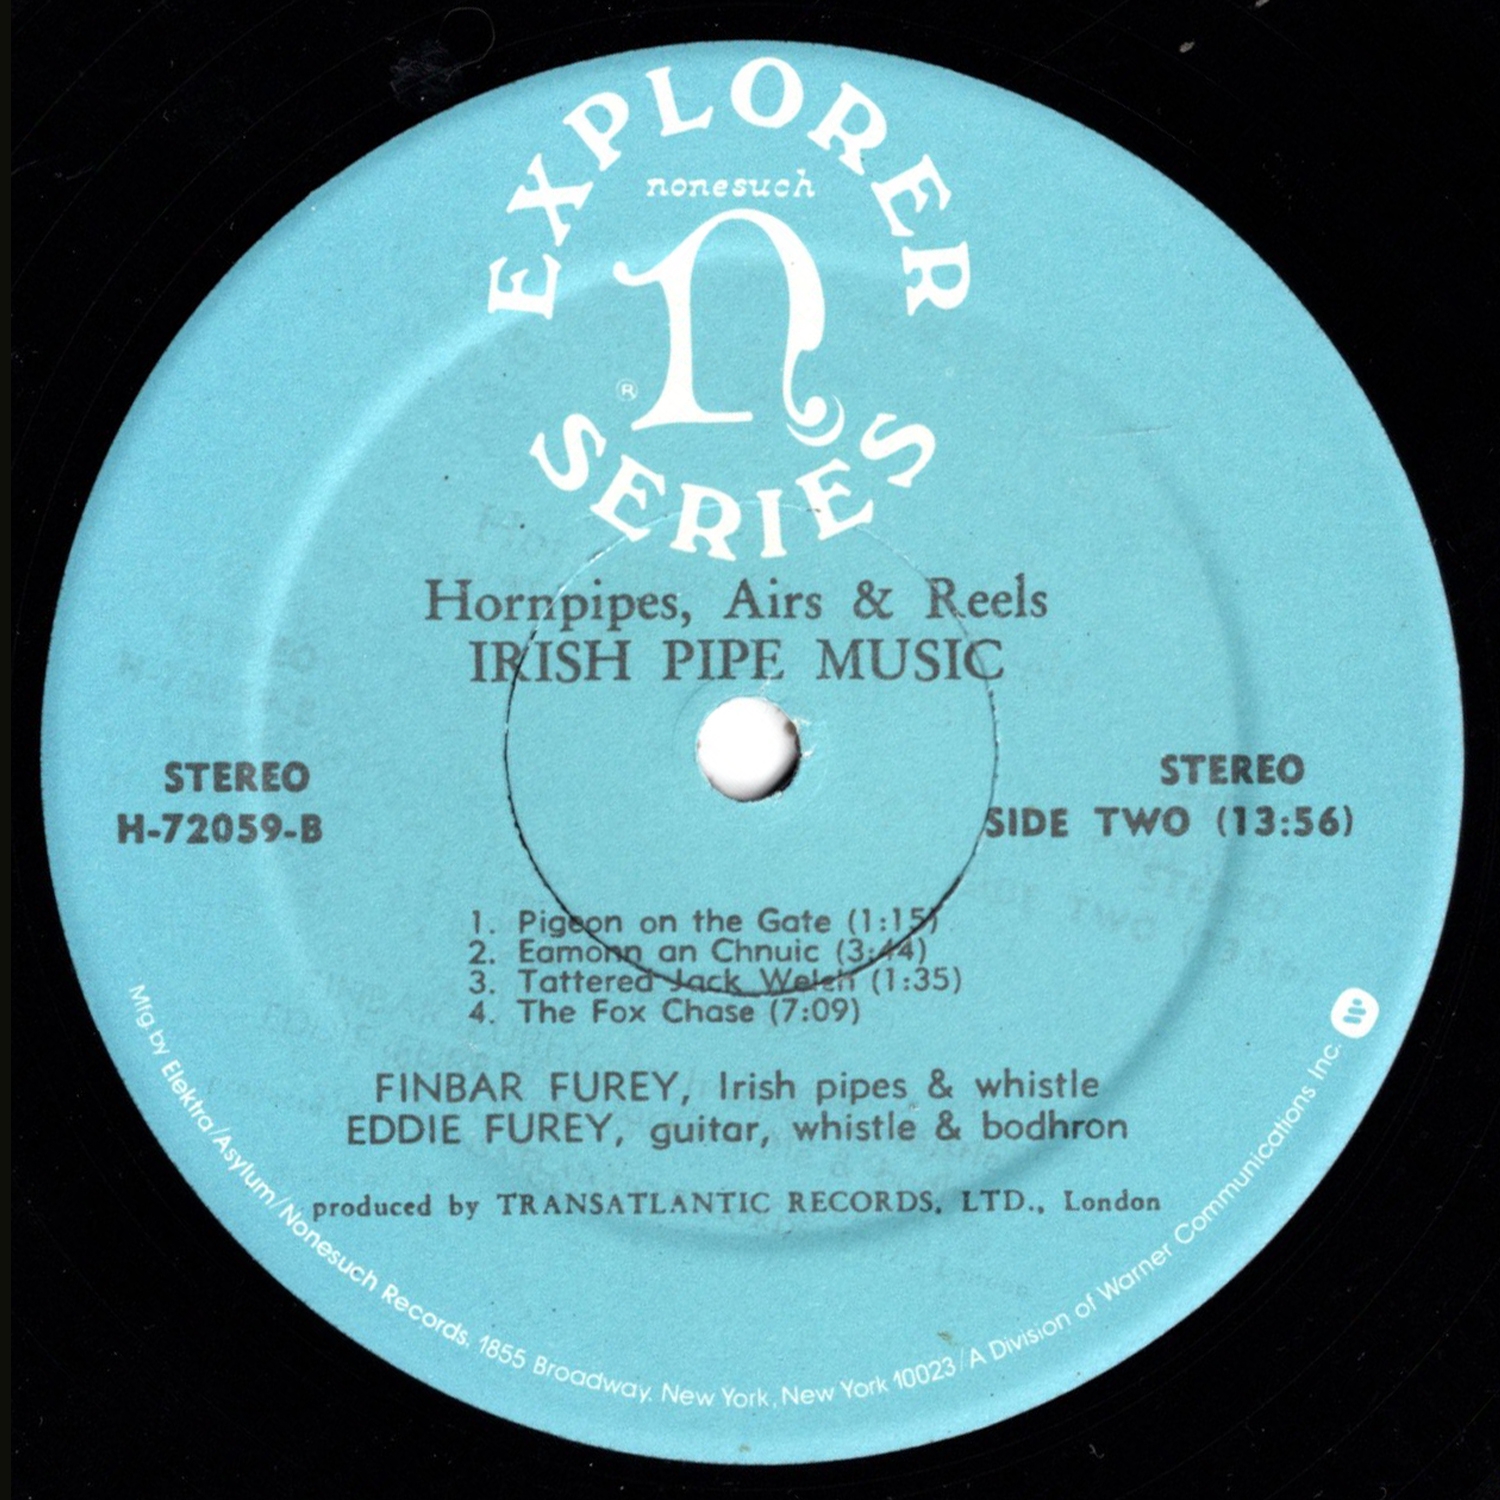 EXPLORER
nonesuch
n
®
SERIES
Hornpipes, Airs & Reels
IRISH PIPE MUSIC
STEREO
H-72059-B
STEREO
SIDE TWO (13:56)
1. Pigeon on the Gate (1:15)
2. Eamonn an Chnuic (3:44)
3. Tattered Jack Welch (1:35)
4. The Fox Chase (7:09)
FINBAR FUREY, Irish pipes & whistle
EDDIE FUREY, guitar, whistle & bodhron
produced by TRANSATLANTIC RECORDS, LTD., London
Mfg. by Elektra/Asylum/Nonesuch Records, 1855 Broadway, New York, New York 10023/A Division of Warner Communications Inc.